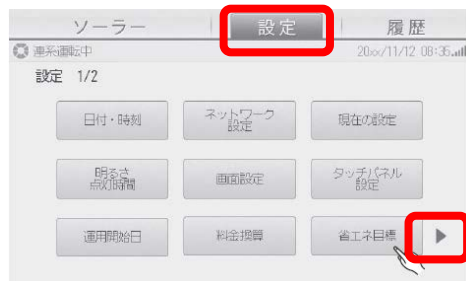 ソーラー 設定 履歴
連系運転中 20xx/11/12 08:35
設定 1/2
日付・時刻 ネットワーク設定 現在の設定
明るさ点灯時間 画面設定 タッチパネル設定
運用開始日 料金換算 省エネ目標